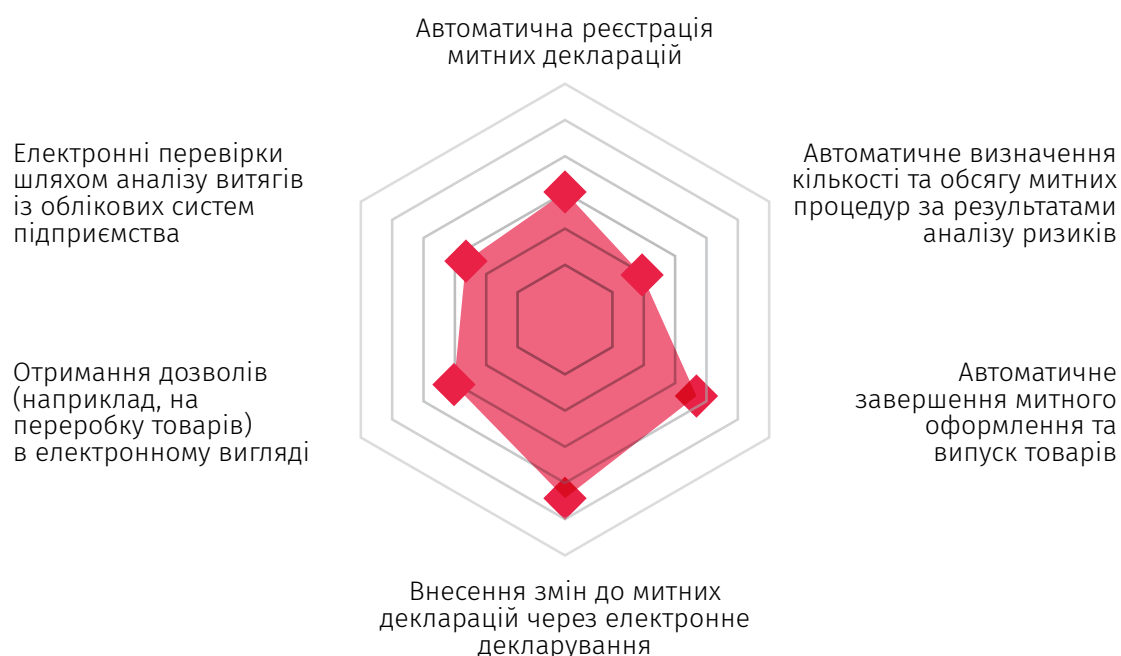 Автоматична реєстрація
митних декларацій
Електронні перевірки
шляхом аналізу витягів
із облікових систем
підприємства
Автоматичне визначення
кількості та обсягу митних
процедур за результатами
аналізу ризиків
Отримання дозволів
(наприклад, на
переробку товарів)
в електронному вигляді
Автоматичне
завершення митного
оформлення та
випуск товарів
Внесення змін до митних
декларацій через електронне
декларування